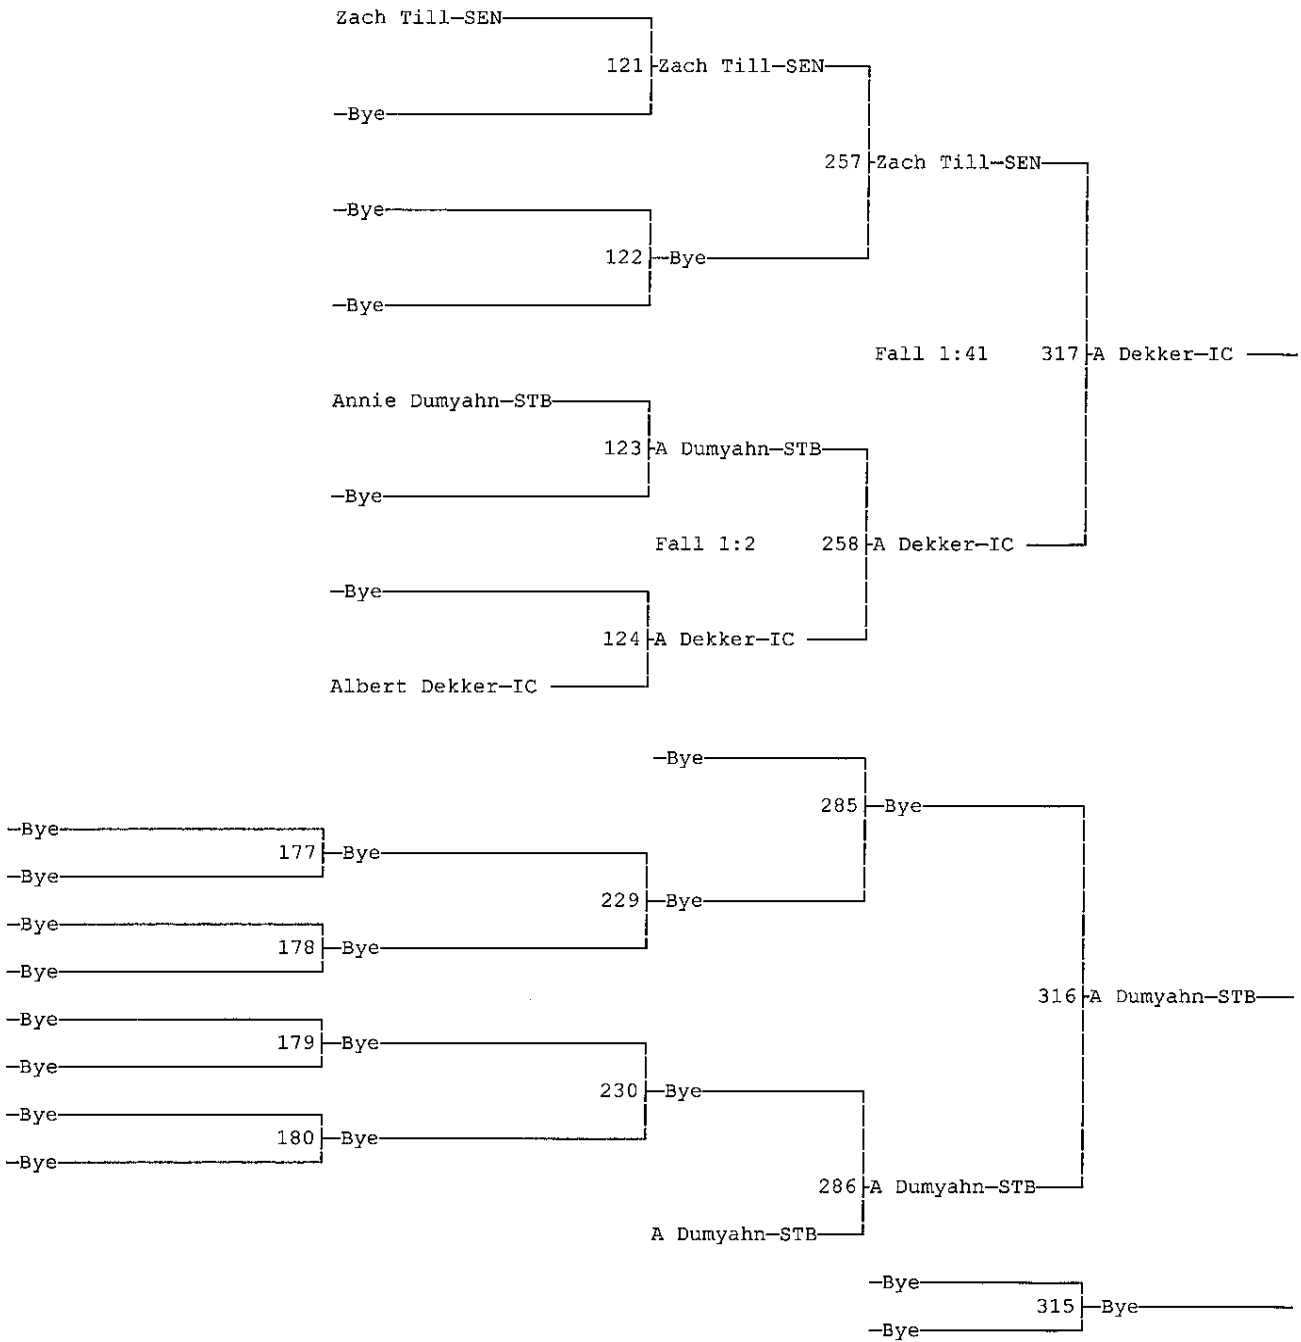 Zach Till-SEN
121 Zach Till-SEN
-Bye
257 Zach Till-SEN
-Bye
122 -Bye
-Bye
Fall 1:41 317 A Dekker-IC
Annie Dumyahn-STB
123 A Dumyahn-STB
-Bye
Fall 1:2 258 A Dekker-IC
-Bye
124 A Dekker-IC
Albert Dekker-IC
-Bye
285 -Bye
-Bye
177 -Bye
-Bye
229 -Bye
-Bye
178 -Bye
-Bye
316 A Dumyahn-STB
-Bye
179 -Bye
-Bye
230 -Bye
-Bye
180 -Bye
-Bye
286 A Dumyahn-STB
A Dumyahn-STB
-Bye
315 -Bye
-Bye